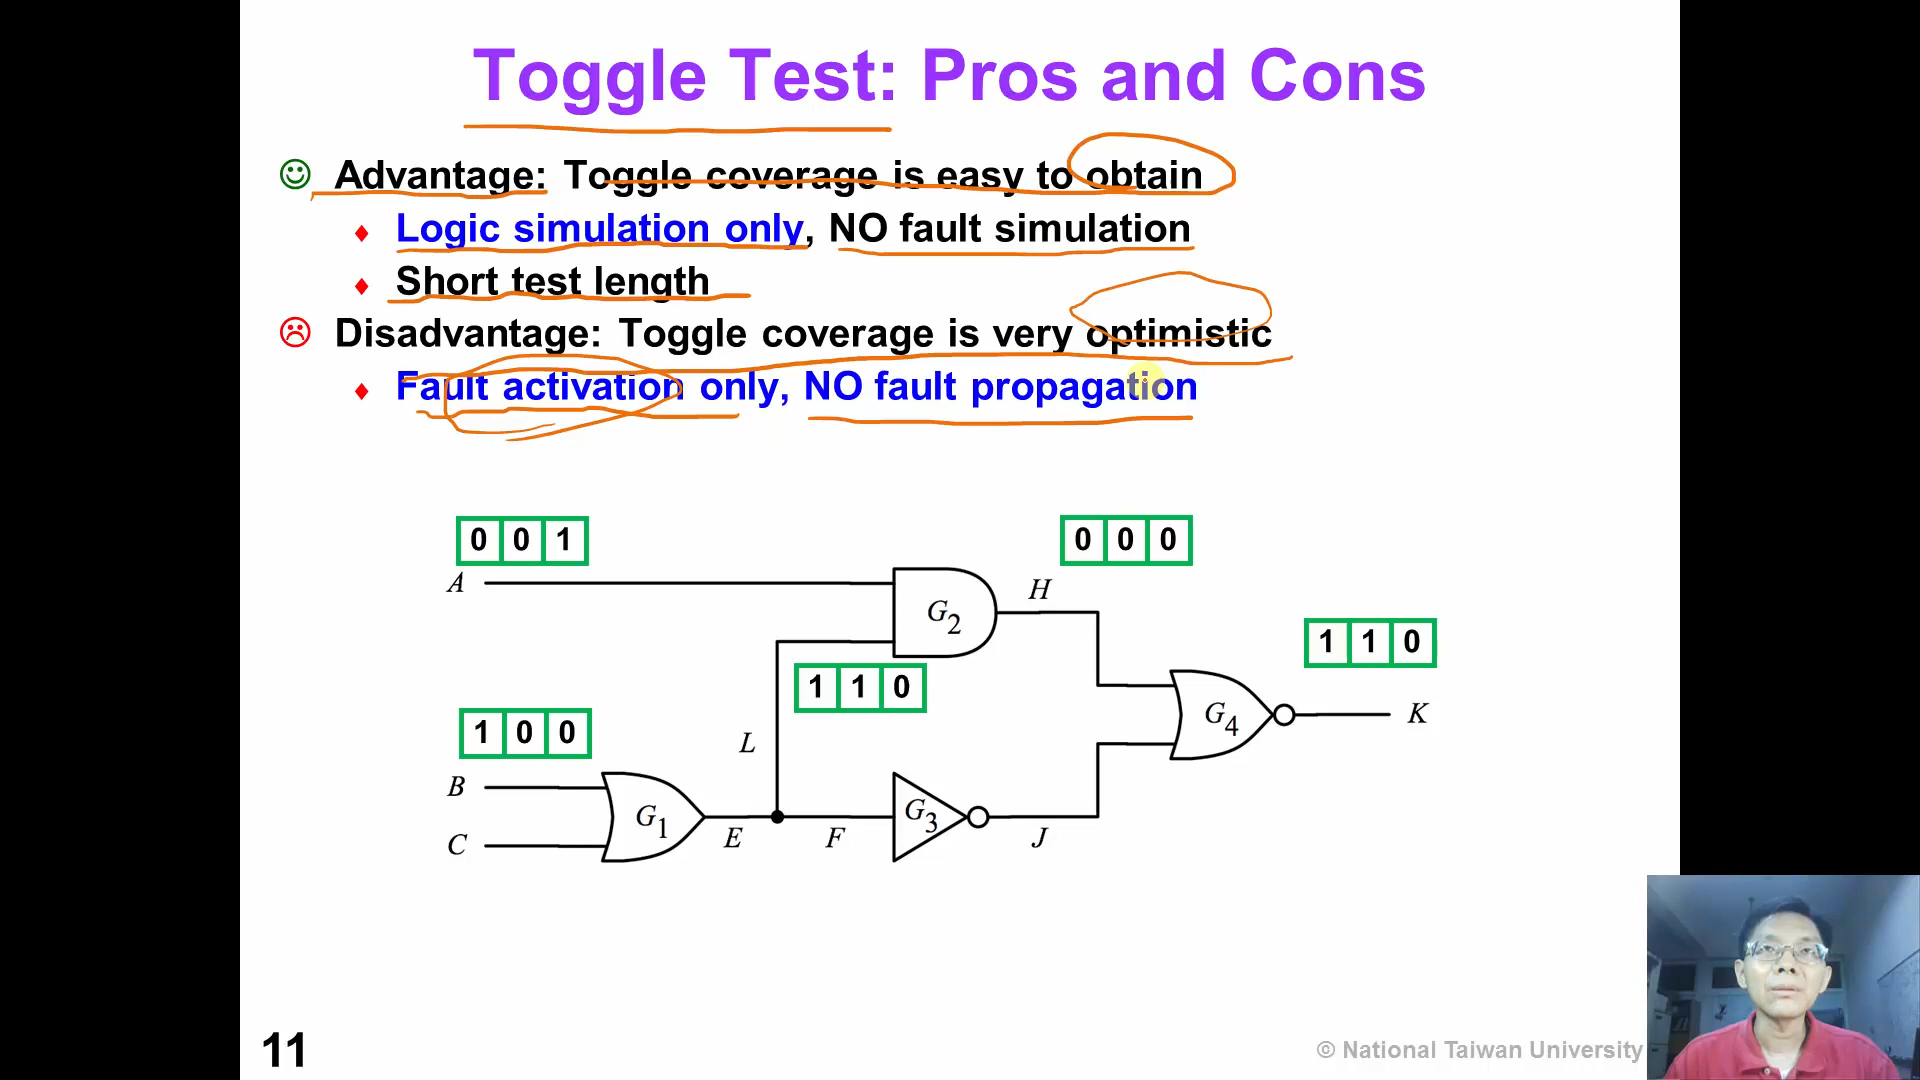 Toggle Test: Pros and Cons
Advantage: Toggle coverage is easy to obtain
Logic simulation only, NO fault simulation
Short test length
Disadvantage: Toggle coverage is very optimistic
Fault activation only, NO fault propagation
0 0 1
0 0 0
A
G2
H
1 1 0
1 1 0
1 0 0
L
G4
K
B
G1
G3
C
E
F
J
11
© National Taiwan University